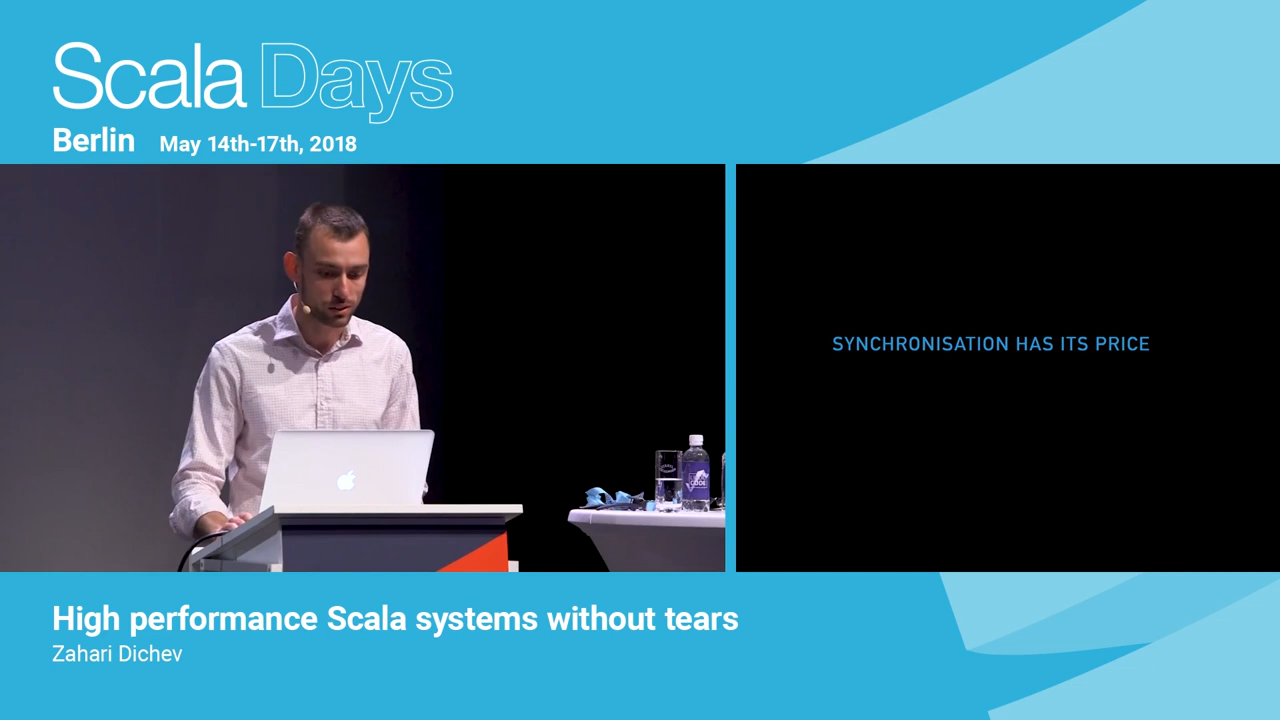 Scala Days
Berlin May 14th-17th, 2018
SYNCHRONISATION HAS ITS PRICE
CODE
High performance Scala systems without tears
Zahari Dichev